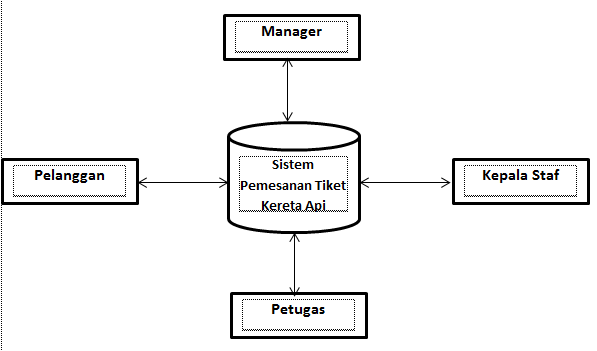 Manager
Sistem
Pemesanan Tiket
Kereta Api
Pelanggan
Kepala Staf
Petugas